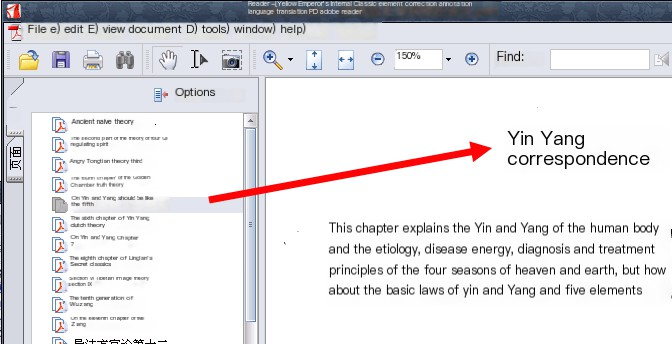 Reader –[Yellow Emperor's Internal Classic element correction annotation
language translation PD adobe reader
File e) edit E) view document D) tools) window) help)
150%
Find:
Options
页面
Ancient naive theory
The second part of the theory of four
regulating spirit
Angry Tongtian theory third
The fourth chapter of the Golden
Chamber truth theory
On Yin and Yang should be like
the fifth
The sixth chapter of Yin Yang
clutch theory
On Yin and Yang Chapter
7
The eighth chapter of Linglan's
Secret classics
section IX
The tenth generation of
Wuzang
On the eleventh chapter of the
Zang
Yin Yang
correspondence
This chapter explains the Yin and Yang of the human body
and the etiology, disease energy, diagnosis and treatment
principles of the four seasons of heaven and earth, but how
about the basic laws of yin and Yang and five elements